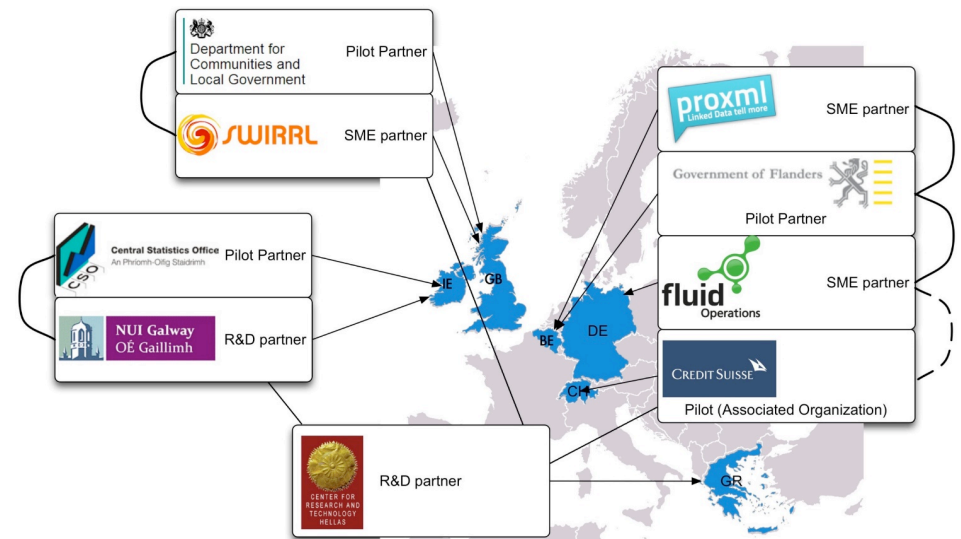 Department for
Communities and
Local Government
Pilot Partner
SWIRRL
SME partner
CSO
Central Statistics Office
An Phríomh-Oifig Staidrimh
Pilot Partner
NUI Galway
OÉ Gaillimh
R&D partner
CENTER FOR
RESEARCH AND
TECHNOLOGY
HELLAS
R&D partner
proxml
Linked Data tell more
SME partner
Government of Flanders
Pilot Partner
fluid
Operations
SME partner
CREDIT SUISSE
Pilot (Associated Organization)
IE
GB
BE
DE
CH
GR